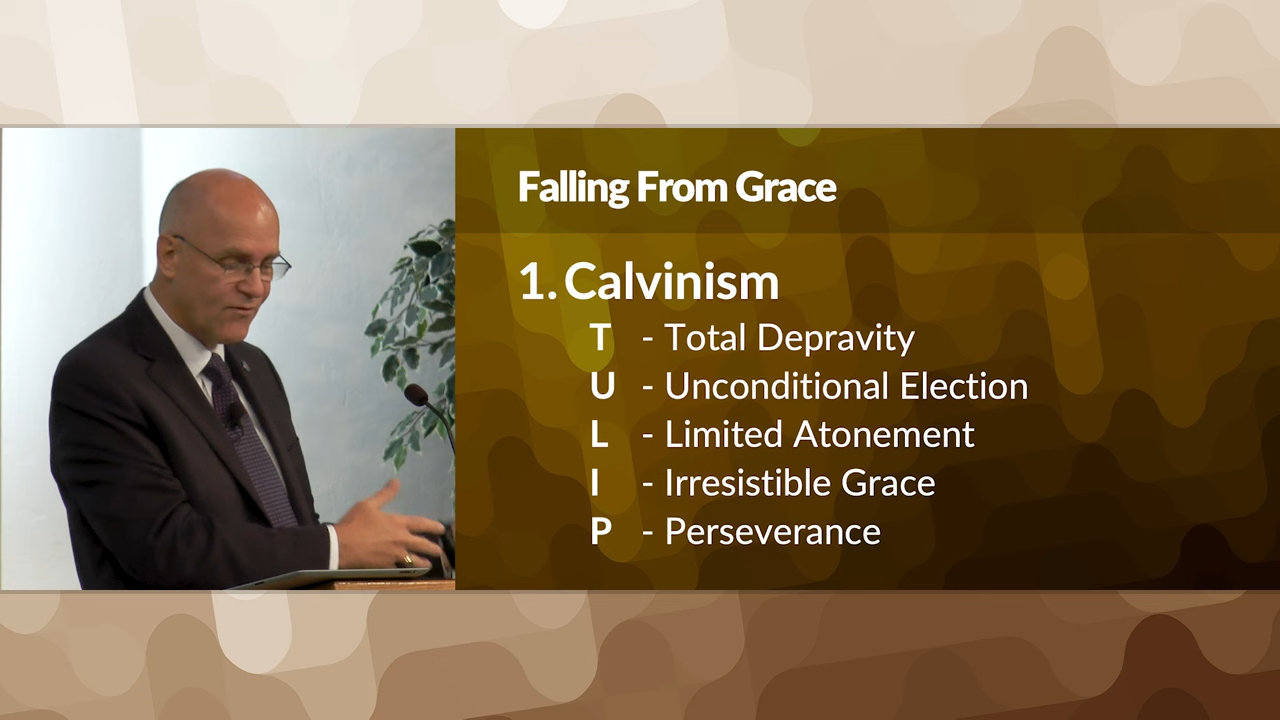 Falling From Grace
1. Calvinism
T - Total Depravity
U - Unconditional Election
L - Limited Atonement
I - Irresistible Grace
P - Perseverance